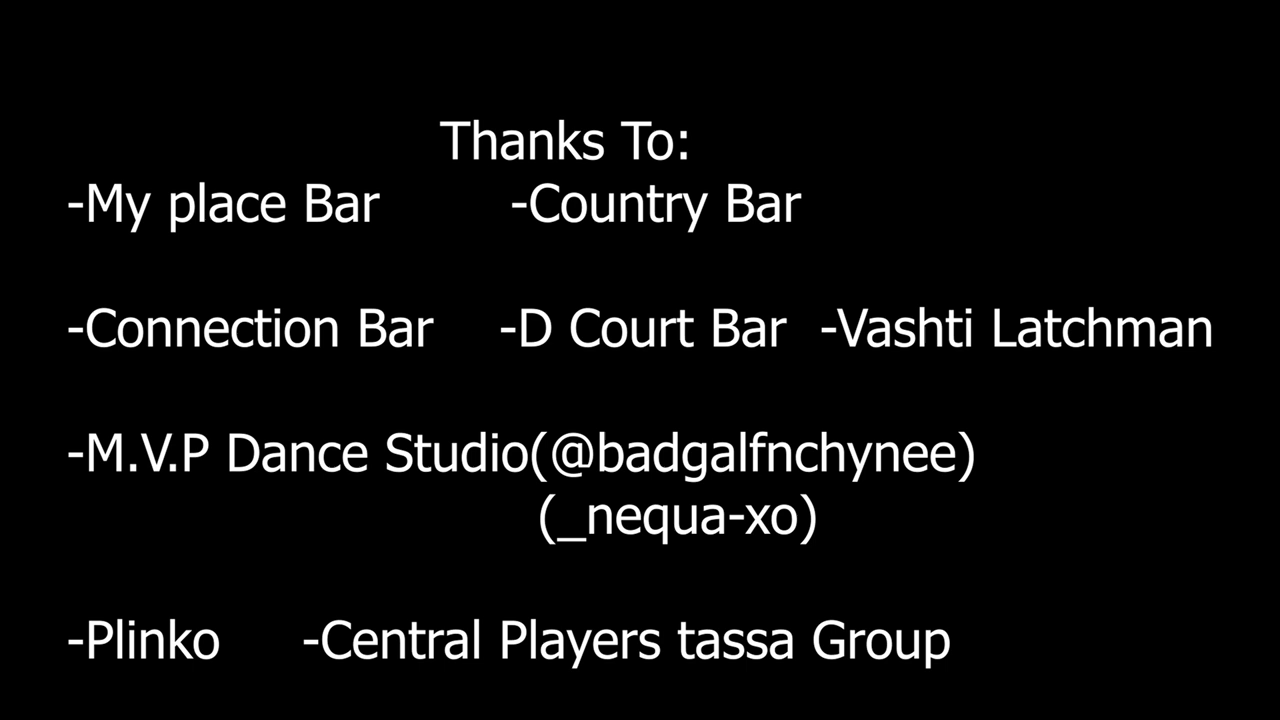 Thanks To:
-My place Bar -Country Bar
-Connection Bar -D Court Bar -Vashti Latchman
-M.V.P Dance Studio(@badgalfnchynee)
(_nequa-xo)
-Plinko -Central Players tassa Group